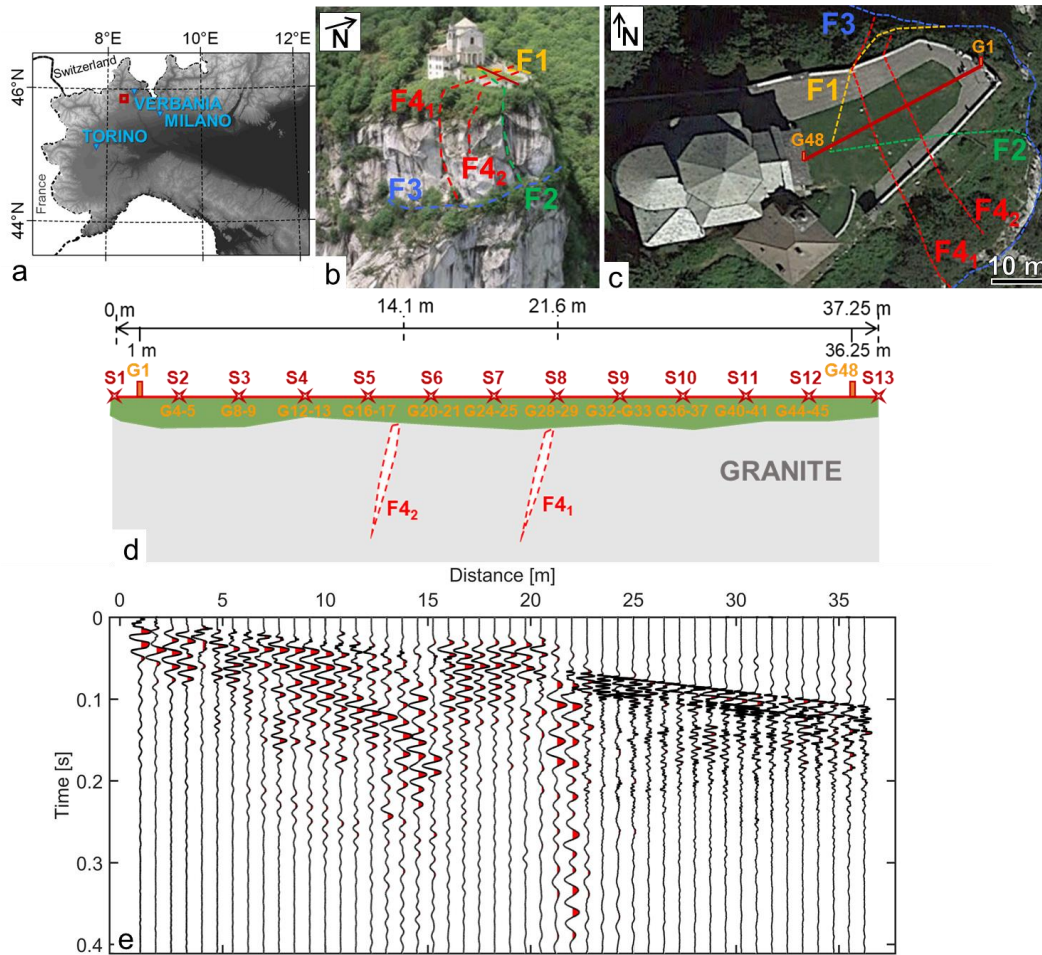 Switzerland
France
8°
10°
12°E
46°N
44°N
VERBANIA
MILANO
TORINO
a
N
F1
F4₁
F4₂
F3
F2
b
N
F3
G1
F1
G48
F2
F4₂
F4₁
10 m
c
0 m
14.1 m
21.6 m
37.25 m
1 m
36.25 m
G1
G48
S1 S2 S3 S4 S5 S6 S7 S8 S9 S10 S11 S12 S13
G4-5 G8-9 G12-13 G16-17 G20-21 G24-25 G28-29 G32-G33 G36-37 G40-41 G44-45
GRANITE
F4₂
F4₁
d
Distance [m]
0 5 10 15 20 25 30 35
0
0.1
0.2
0.3
0.4
Time [s]
e